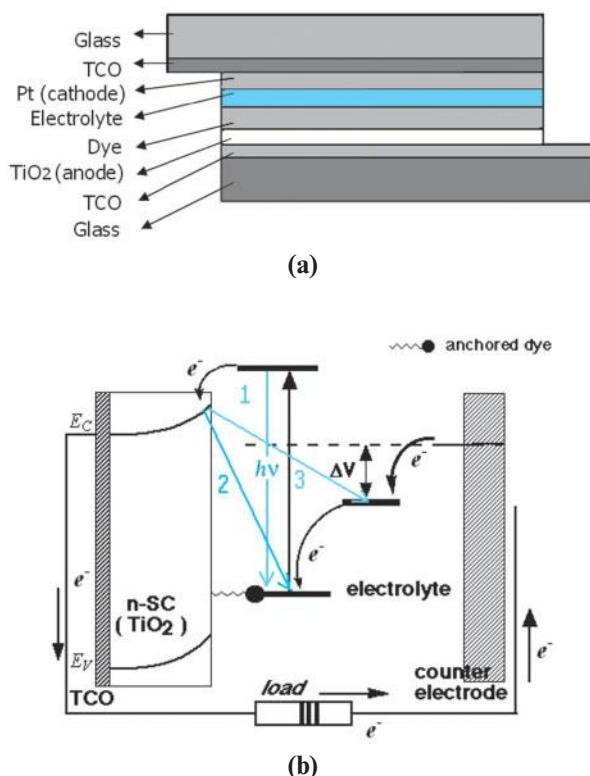 Glass
TCO
Pt (cathode)
Electrolyte
Dye
TiO2 (anode)
TCO
Glass
(a)
anchored dye
e-
1
EC
e-
ΔV
hν
3
2
e-
electrolyte
e-
n-SC
(TiO2)
e-
EV
counter
electrode
TCO
load
e-
(b)